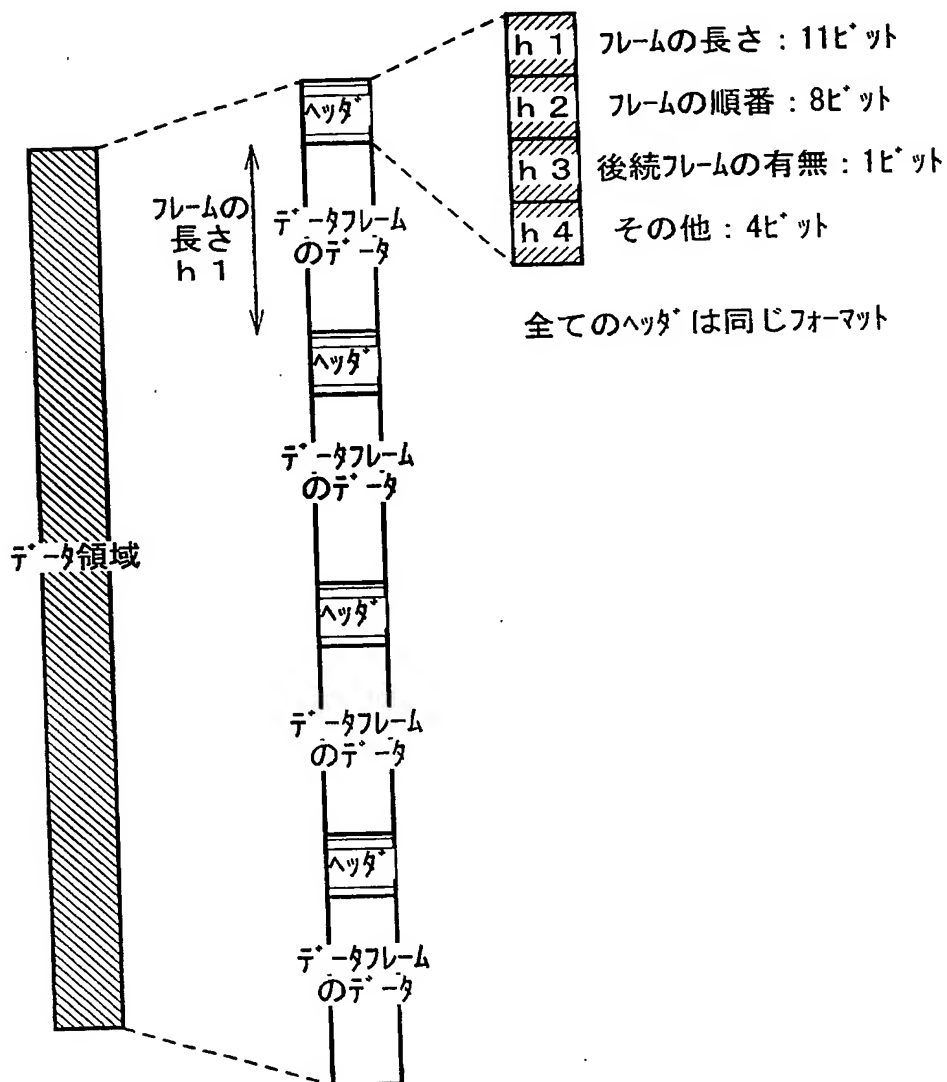 h1 フレームの長さ：11ビット
h2 フレームの順番：8ビット
h3 後続フレームの有無：1ビット
h4 その他：4ビット
全てのヘッダは同じフォーマット
ヘッダ
フレームの
長さ
h1
データフレーム
のデータ
ヘッダ
データフレーム
のデータ
データ領域
ヘッダ
データフレーム
のデータ
ヘッダ
データフレーム
のデータ